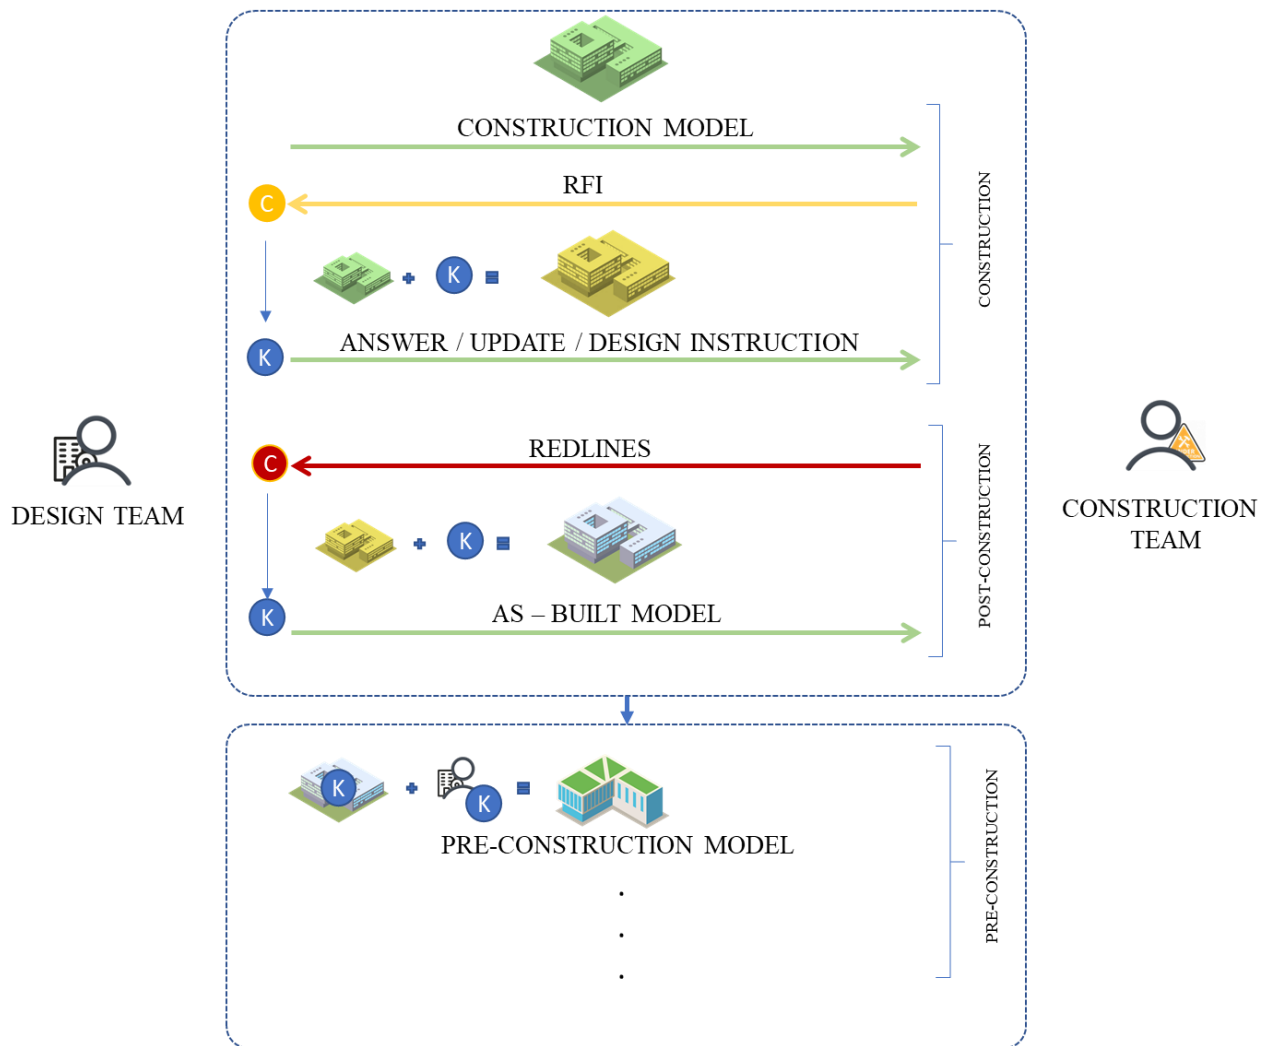 CONSTRUCTION MODEL
RFI
C
K
K
ANSWER / UPDATE / DESIGN INSTRUCTION
CONSTRUCTION
DESIGN TEAM
CONSTRUCTION
TEAM
REDLINES
C
K
K
AS – BUILT MODEL
POST-CONSTRUCTION
K
K
PRE-CONSTRUCTION MODEL
.
.
.
PRE-CONSTRUCTION